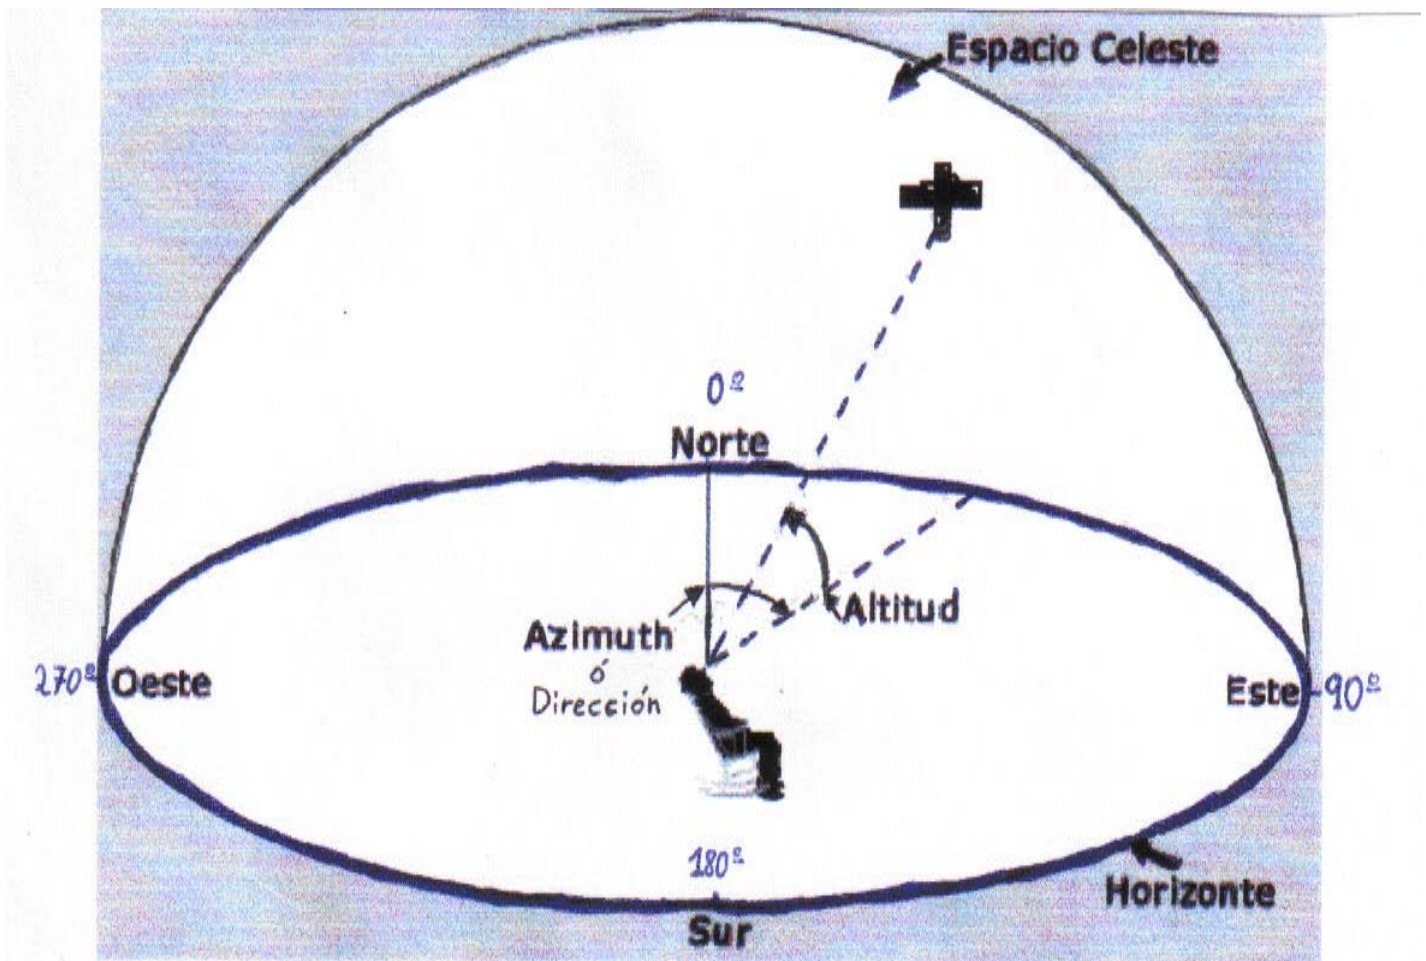 Espacio Celeste
0º
Norte
Altitud
Azimuth
ó
Dirección
270º
Oeste
Este
90º
180º
Horizonte
Sur